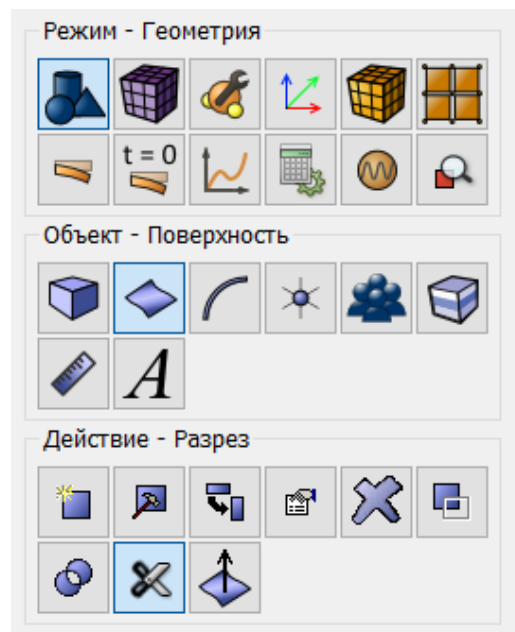 Режим - Геометрия
t = 0
Объект - Поверхность
A
Действие - Разрез